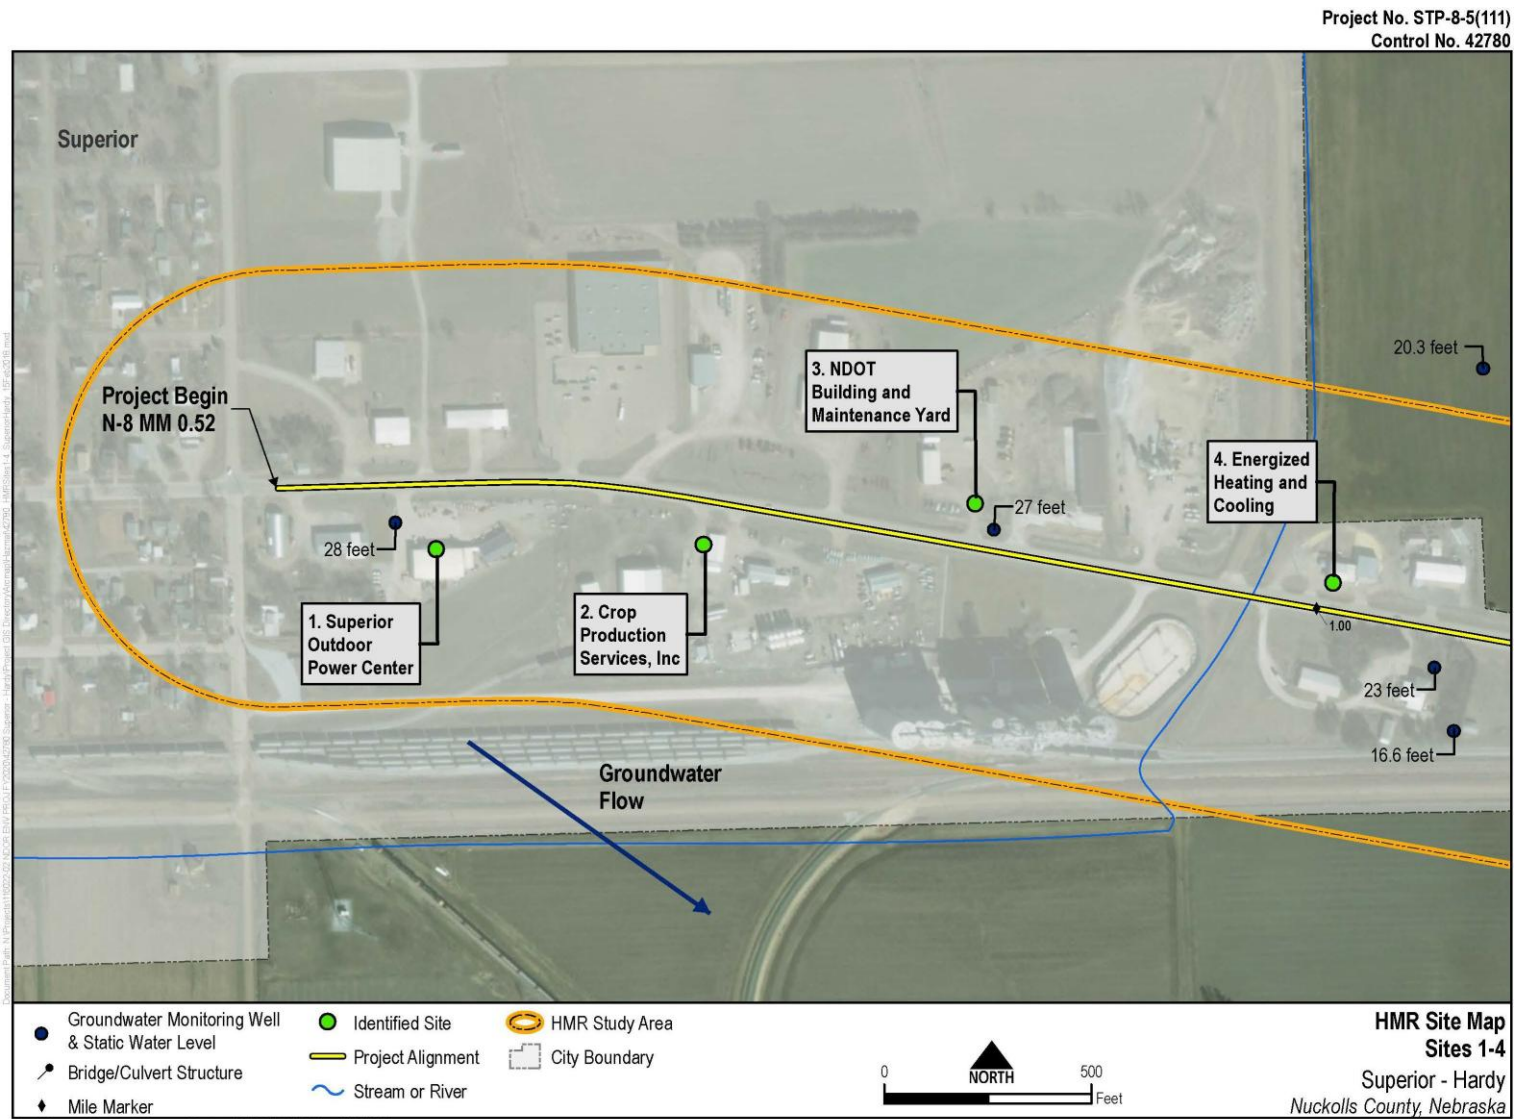 Project No. STP-8-5(111)
Control No. 42780
Superior
20.3 feet
3. NDOT
Building and
Maintenance Yard
Project Begin
N-8 MM 0.52
4. Energized
Heating and
Cooling
27 feet
28 feet
1. Superior
Outdoor
Power Center
2. Crop
Production
Services, Inc
1.00
23 feet
16.6 feet
Groundwater
Flow
Groundwater Monitoring Well
& Static Water Level
Bridge/Culvert Structure
Mile Marker
Identified Site
Project Alignment
Stream or River
HMR Study Area
City Boundary
0
500
NORTH
Feet
HMR Site Map
Sites 1-4
Superior - Hardy
Nuckolls County, Nebraska